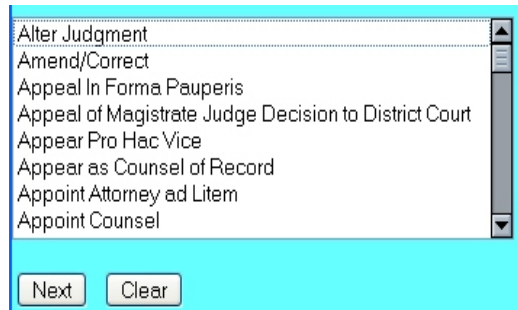 Alter Judgment
Amend/Correct
Appeal In Forma Pauperis
Appeal of Magistrate Judge Decision to District Court
Appear Pro Hac Vice
Appear as Counsel of Record
Appoint Attorney ad Litem
Appoint Counsel
Next Clear